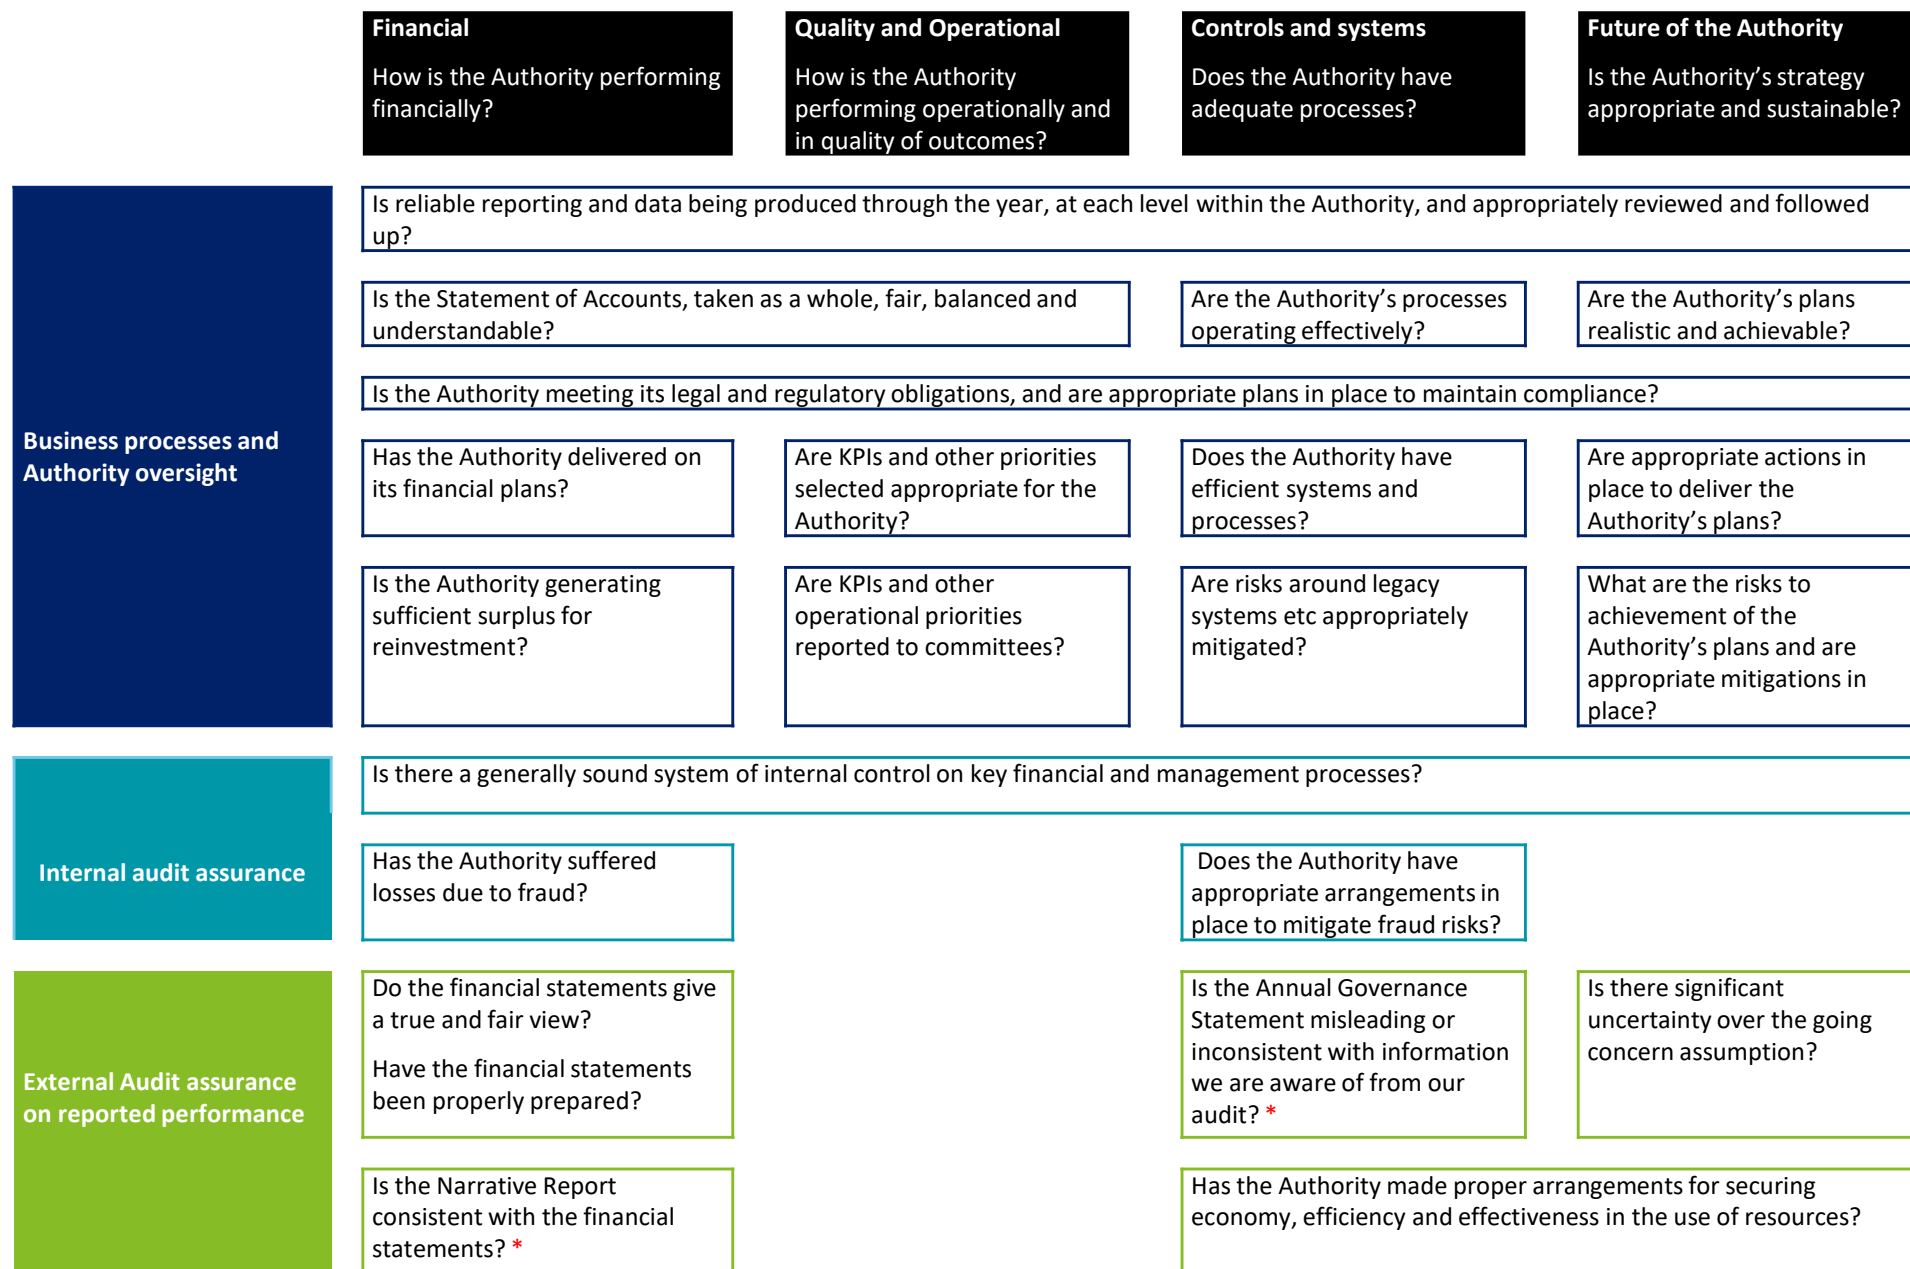 Financial
How is the Authority performing
financially?
Quality and Operational
How is the Authority
performing operationally and
in quality of outcomes?
Controls and systems
Does the Authority have
adequate processes?
Future of the Authority
Is the Authority’s strategy
appropriate and sustainable?
Business processes and
Authority oversight
Is reliable reporting and data being produced through the year, at each level within the Authority, and appropriately reviewed and followed
up?
Is the Statement of Accounts, taken as a whole, fair, balanced and
understandable?
Are the Authority’s processes
operating effectively?
Are the Authority’s plans
realistic and achievable?
Is the Authority meeting its legal and regulatory obligations, and are appropriate plans in place to maintain compliance?
Has the Authority delivered on
its financial plans?
Are KPIs and other priorities
selected appropriate for the
Authority?
Does the Authority have
efficient systems and
processes?
Are appropriate actions in
place to deliver the
Authority’s plans?
Is the Authority generating
sufficient surplus for
reinvestment?
Are KPIs and other
operational priorities
reported to committees?
Are risks around legacy
systems etc appropriately
mitigated?
What are the risks to
achievement of the
Authority’s plans and are
appropriate mitigations in
place?
Internal audit assurance
Is there a generally sound system of internal control on key financial and management processes?
Has the Authority suffered
losses due to fraud?
Does the Authority have
appropriate arrangements in
place to mitigate fraud risks?
External Audit assurance
on reported performance
Do the financial statements give
a true and fair view?
Have the financial statements
been properly prepared?
Is the Annual Governance
Statement misleading or
inconsistent with information
we are aware of from our
audit? *
Is there significant
uncertainty over the going
concern assumption?
Is the Narrative Report
consistent with the financial
statements? *
Has the Authority made proper arrangements for securing
economy, efficiency and effectiveness in the use of resources?